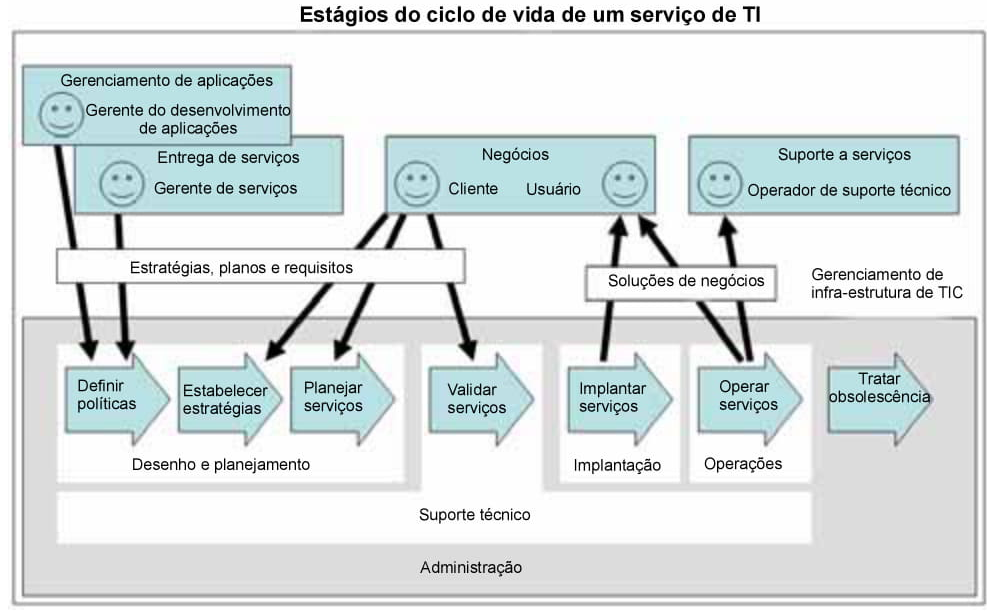 Estágios do ciclo de vida de um serviço de TI
Gerenciamento de aplicações
Gerente do desenvolvimento
de aplicações
Entrega de serviços
Gerente de serviços
Negócios
Cliente
Usuário
Suporte a serviços
Operador de suporte técnico
Estratégias, planos e requisitos
Soluções de negócios
Gerenciamento de
infra-estrutura de TIC
Definir
políticas
Estabelecer
estratégias
Planejar
serviços
Validar
serviços
Implantar
serviços
Operar
serviços
Tratar
obsolescência
Desenho e planejamento
Implantação
Operações
Suporte técnico
Administração